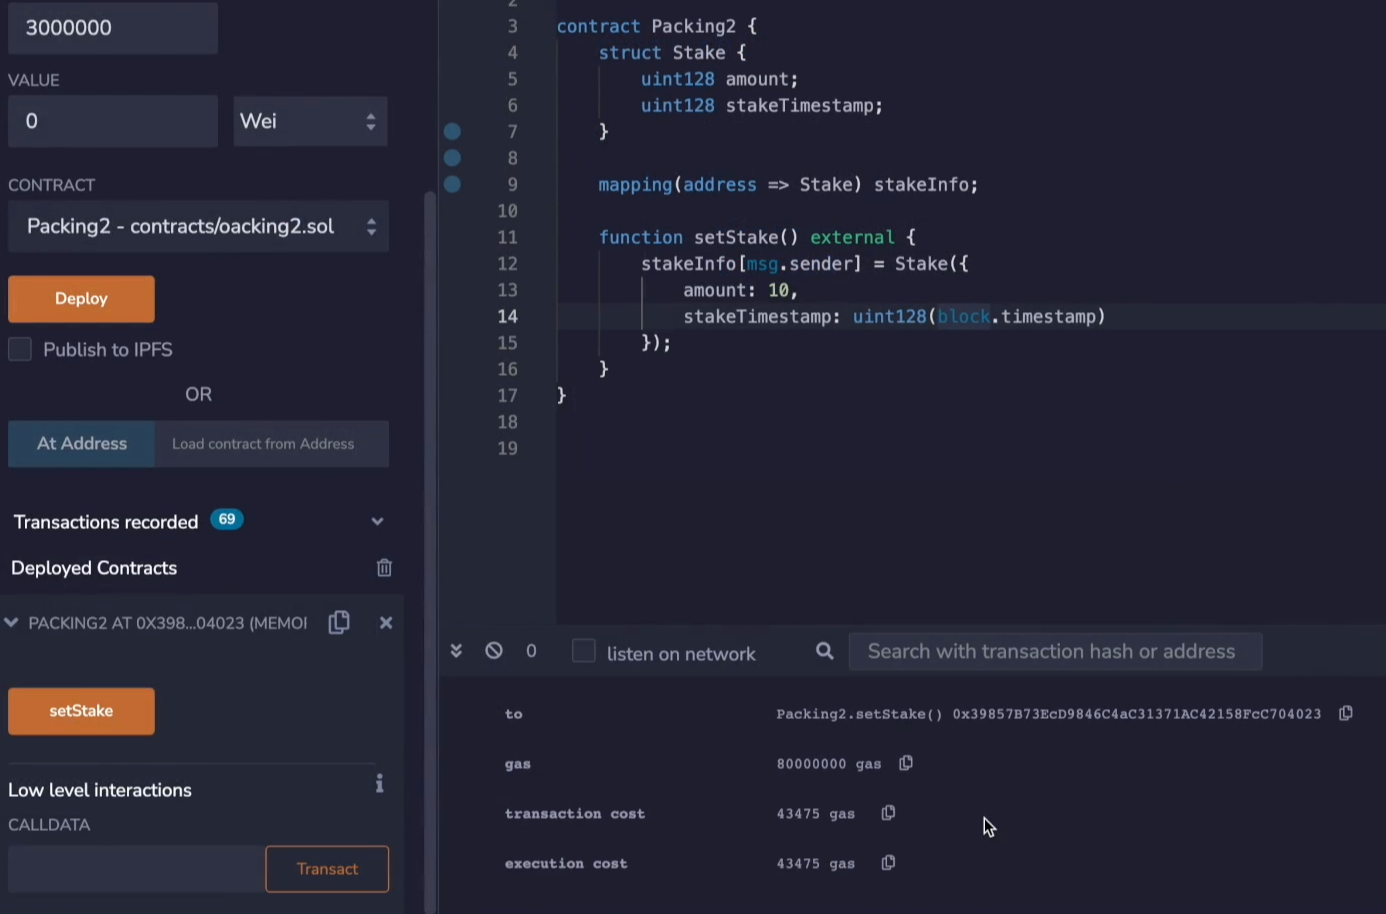 3000000
VALUE
0
Wei
CONTRACT
Packing2 - contracts/oacking2.sol
Deploy
Publish to IPFS
OR
At Address
Load contract from Address
Transactions recorded 69
Deployed Contracts
PACKING2 AT 0X398...04023 (MEMOI
setStake
Low level interactions
i
CALLDATA
Transact
2
3 contract Packing2 {
4 struct Stake {
5 uint128 amount;
6 uint128 stakeTimestamp;
7 }
8
9 mapping(address => Stake) stakeInfo;
10
11 function setStake() external {
12 stakeInfo[msg.sender] = Stake({
13 amount: 10,
14 stakeTimestamp: uint128(block.timestamp)
15 });
16 }
17 }
18
19
0
listen on network
Search with transaction hash or address
to Packing2.setStake() 0x39857B73EcD9846C4aC31371AC42158FcC704023
gas 80000000 gas
transaction cost 43475 gas
execution cost 43475 gas